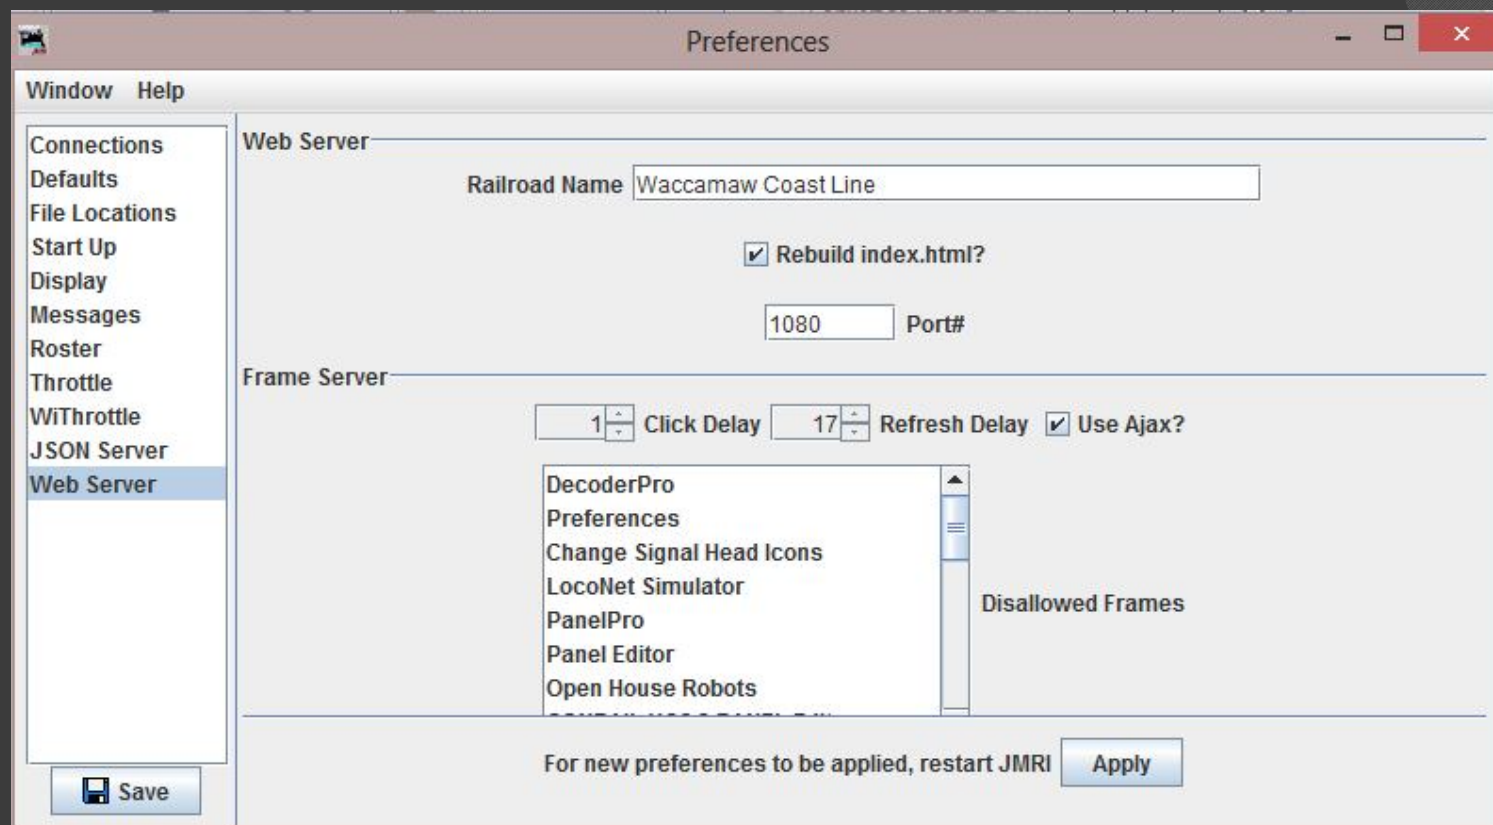 Preferences
Window Help
Connections
Defaults
File Locations
Start Up
Display
Messages
Roster
Throttle
WiThrottle
JSON Server
Web Server
Save
Web Server
Railroad Name Waccamaw Coast Line
Rebuild index.html?
1080 Port#
Frame Server
1 Click Delay 17 Refresh Delay Use Ajax?
DecoderPro
Preferences
Change Signal Head Icons
LocoNet Simulator
PanelPro
Panel Editor
Open House Robots
Disallowed Frames
For new preferences to be applied, restart JMRI Apply